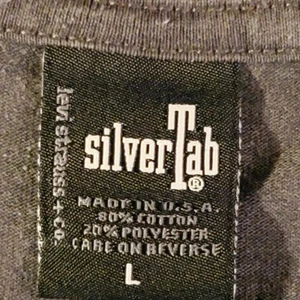 levi strauss + co.
silverTab®
MADE IN U.S.A.
80% COTTON
20% POLYESTER
CARE ON REVERSE
L